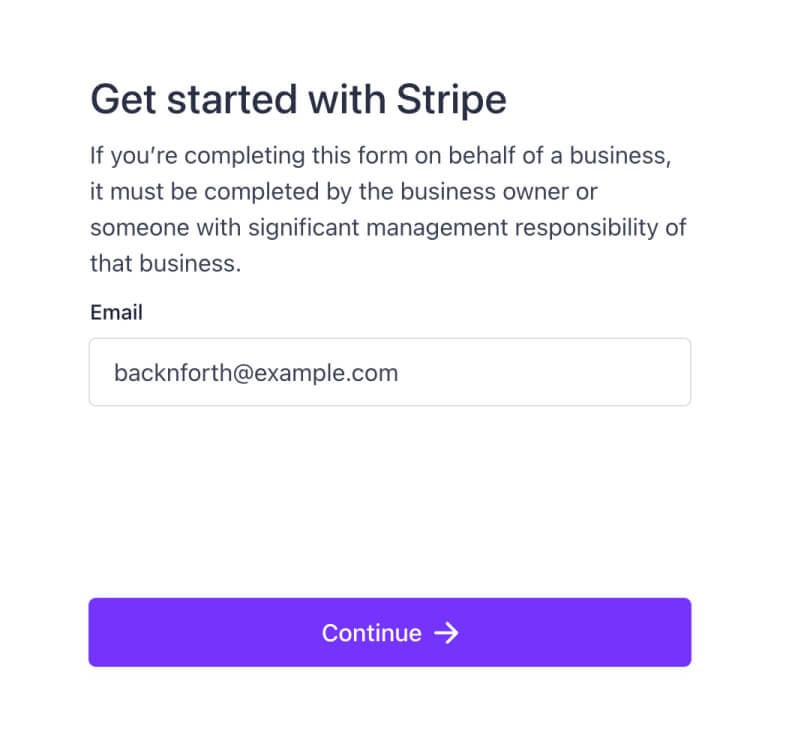 Get started with Stripe
If you’re completing this form on behalf of a business,
it must be completed by the business owner or
someone with significant management responsibility of
that business.
Email
backnforth@example.com
Continue →